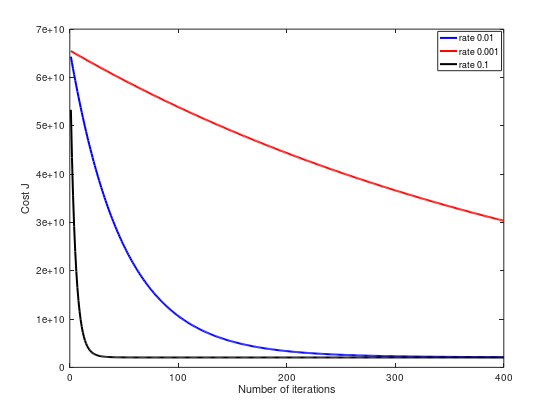 7e+10
6e+10
5e+10
4e+10
3e+10
2e+10
1e+10
0
Cost J
rate 0.01
rate 0.001
rate 0.1
0 100 200 300 400
Number of iterations